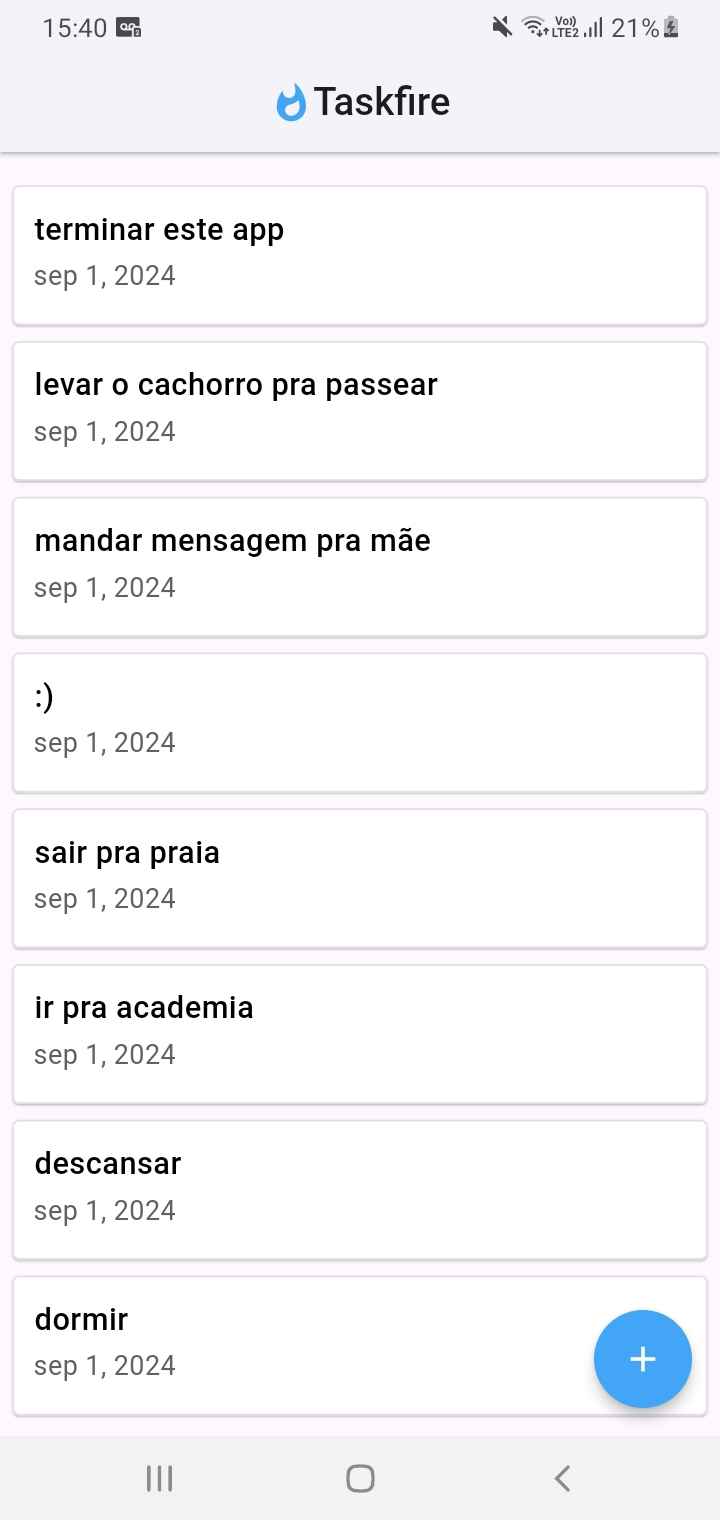 15:40
Vo)) LTE2 21%
Taskfire
terminar este app
sep 1, 2024
levar o cachorro pra passear
sep 1, 2024
mandar mensagem pra mãe
sep 1, 2024
:)
sep 1, 2024
sair pra praia
sep 1, 2024
ir pra academia
sep 1, 2024
descansar
sep 1, 2024
dormir
sep 1, 2024
+